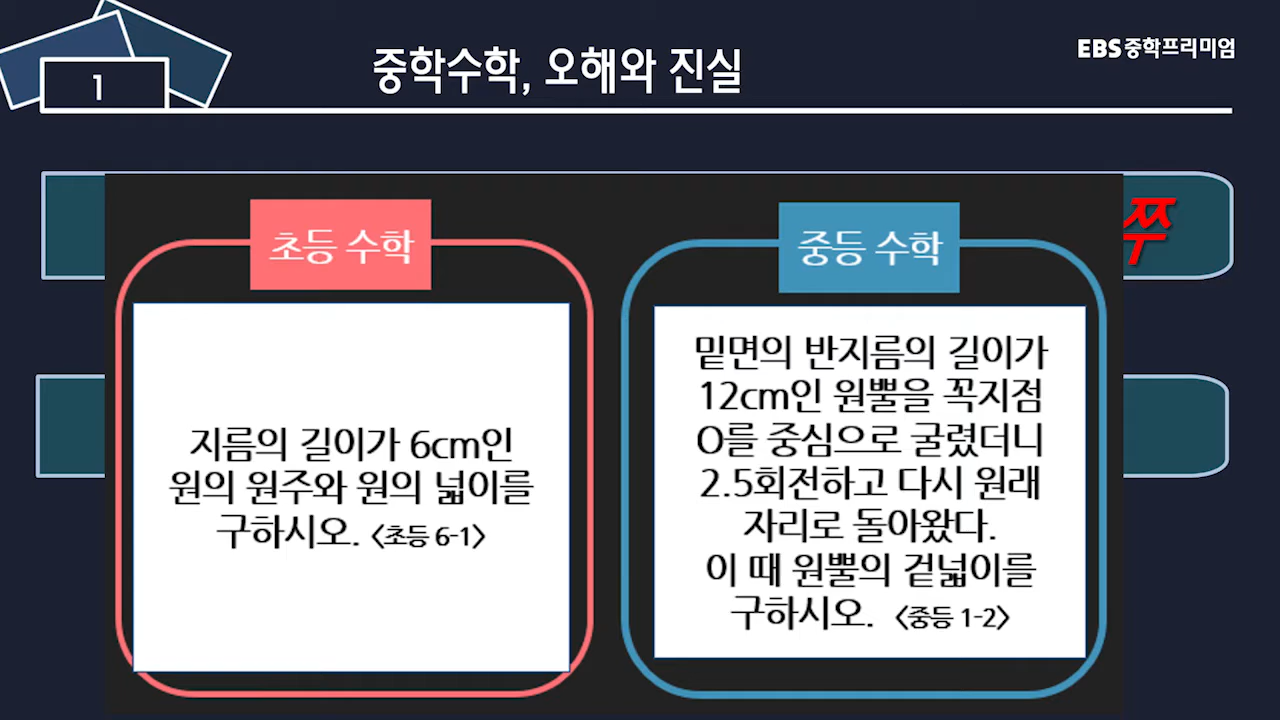 1
중학수학, 오해와 진실
EBS중학프리미엄
쭈
초등 수학
지름의 길이가 6cm인
원의 원주와 원의 넓이를
구하시오. <초등 6-1>
중등 수학
밑면의 반지름의 길이가
12cm인 원뿔을 꼭지점
O를 중심으로 굴렸더니
2.5회전하고 다시 원래
자리로 돌아왔다.
이 때 원뿔의 겉넓이를
구하시오. <중등 1-2>